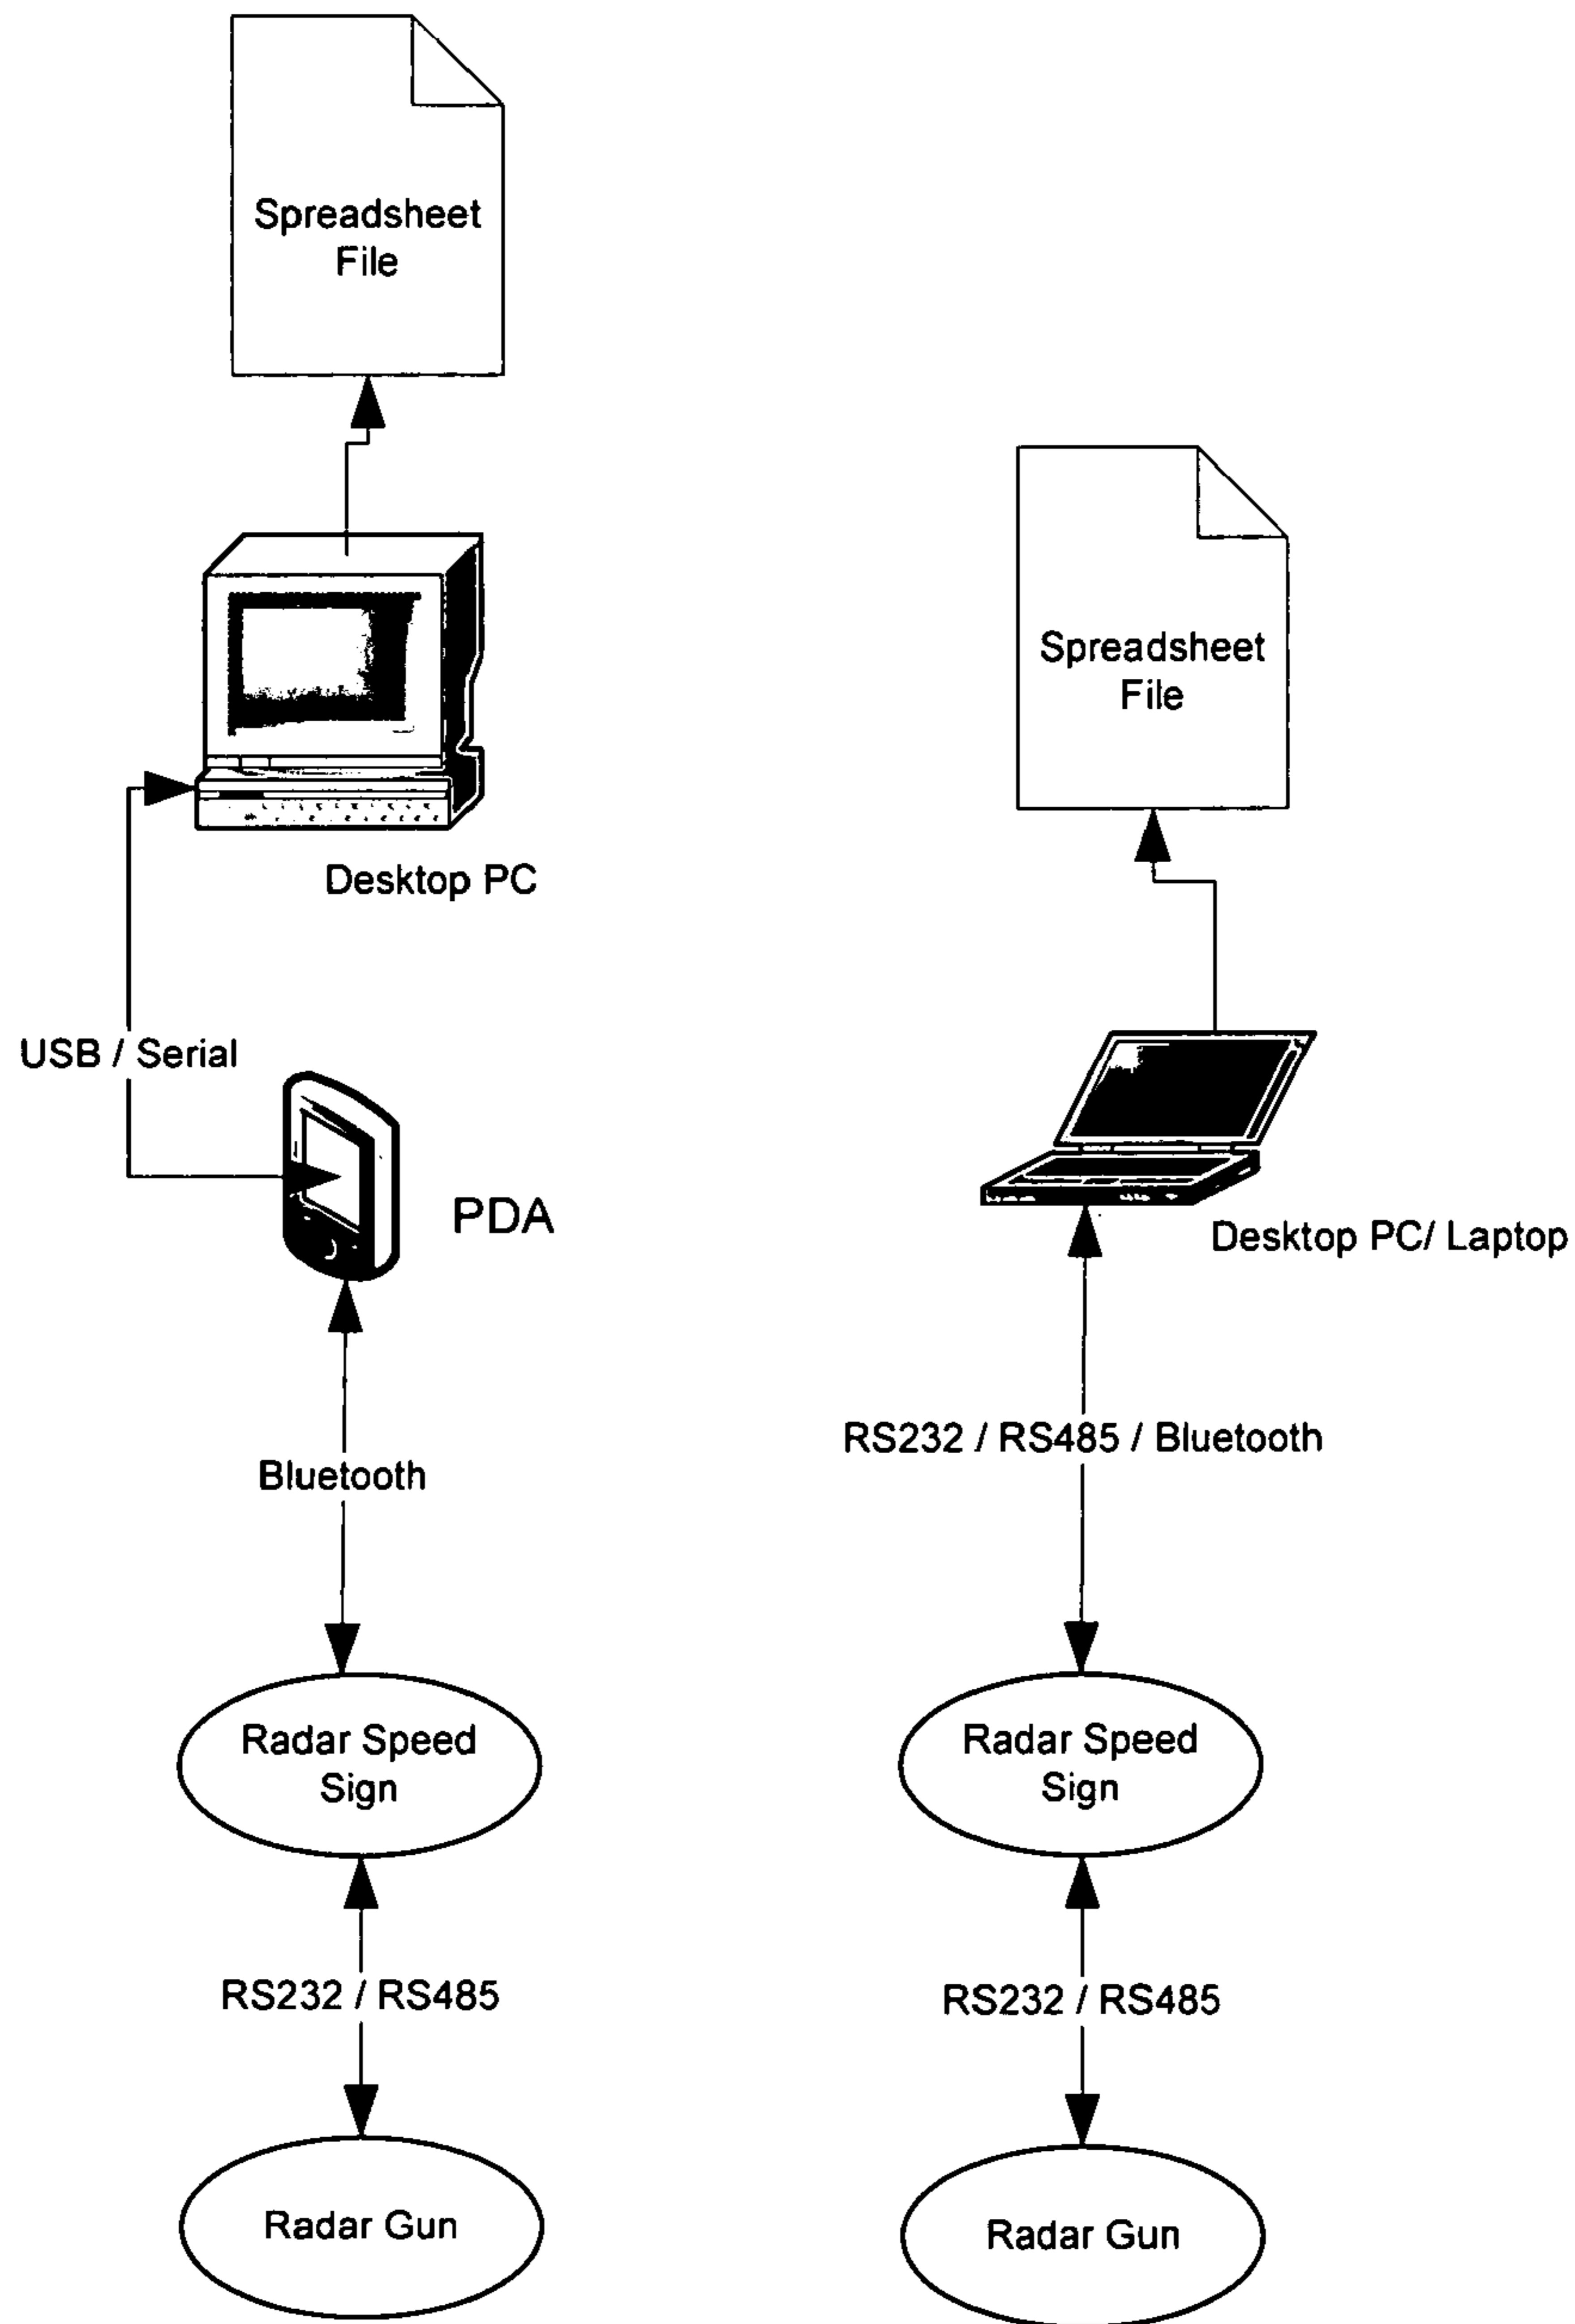 Spreadsheet
File
Desktop PC
USB / Serial
PDA
Bluetooth
Radar Speed
Sign
RS232 / RS485
Radar Gun
Spreadsheet
File
Desktop PC/ Laptop
RS232 / RS485 / Bluetooth
Radar Speed
Sign
RS232 / RS485
Radar Gun